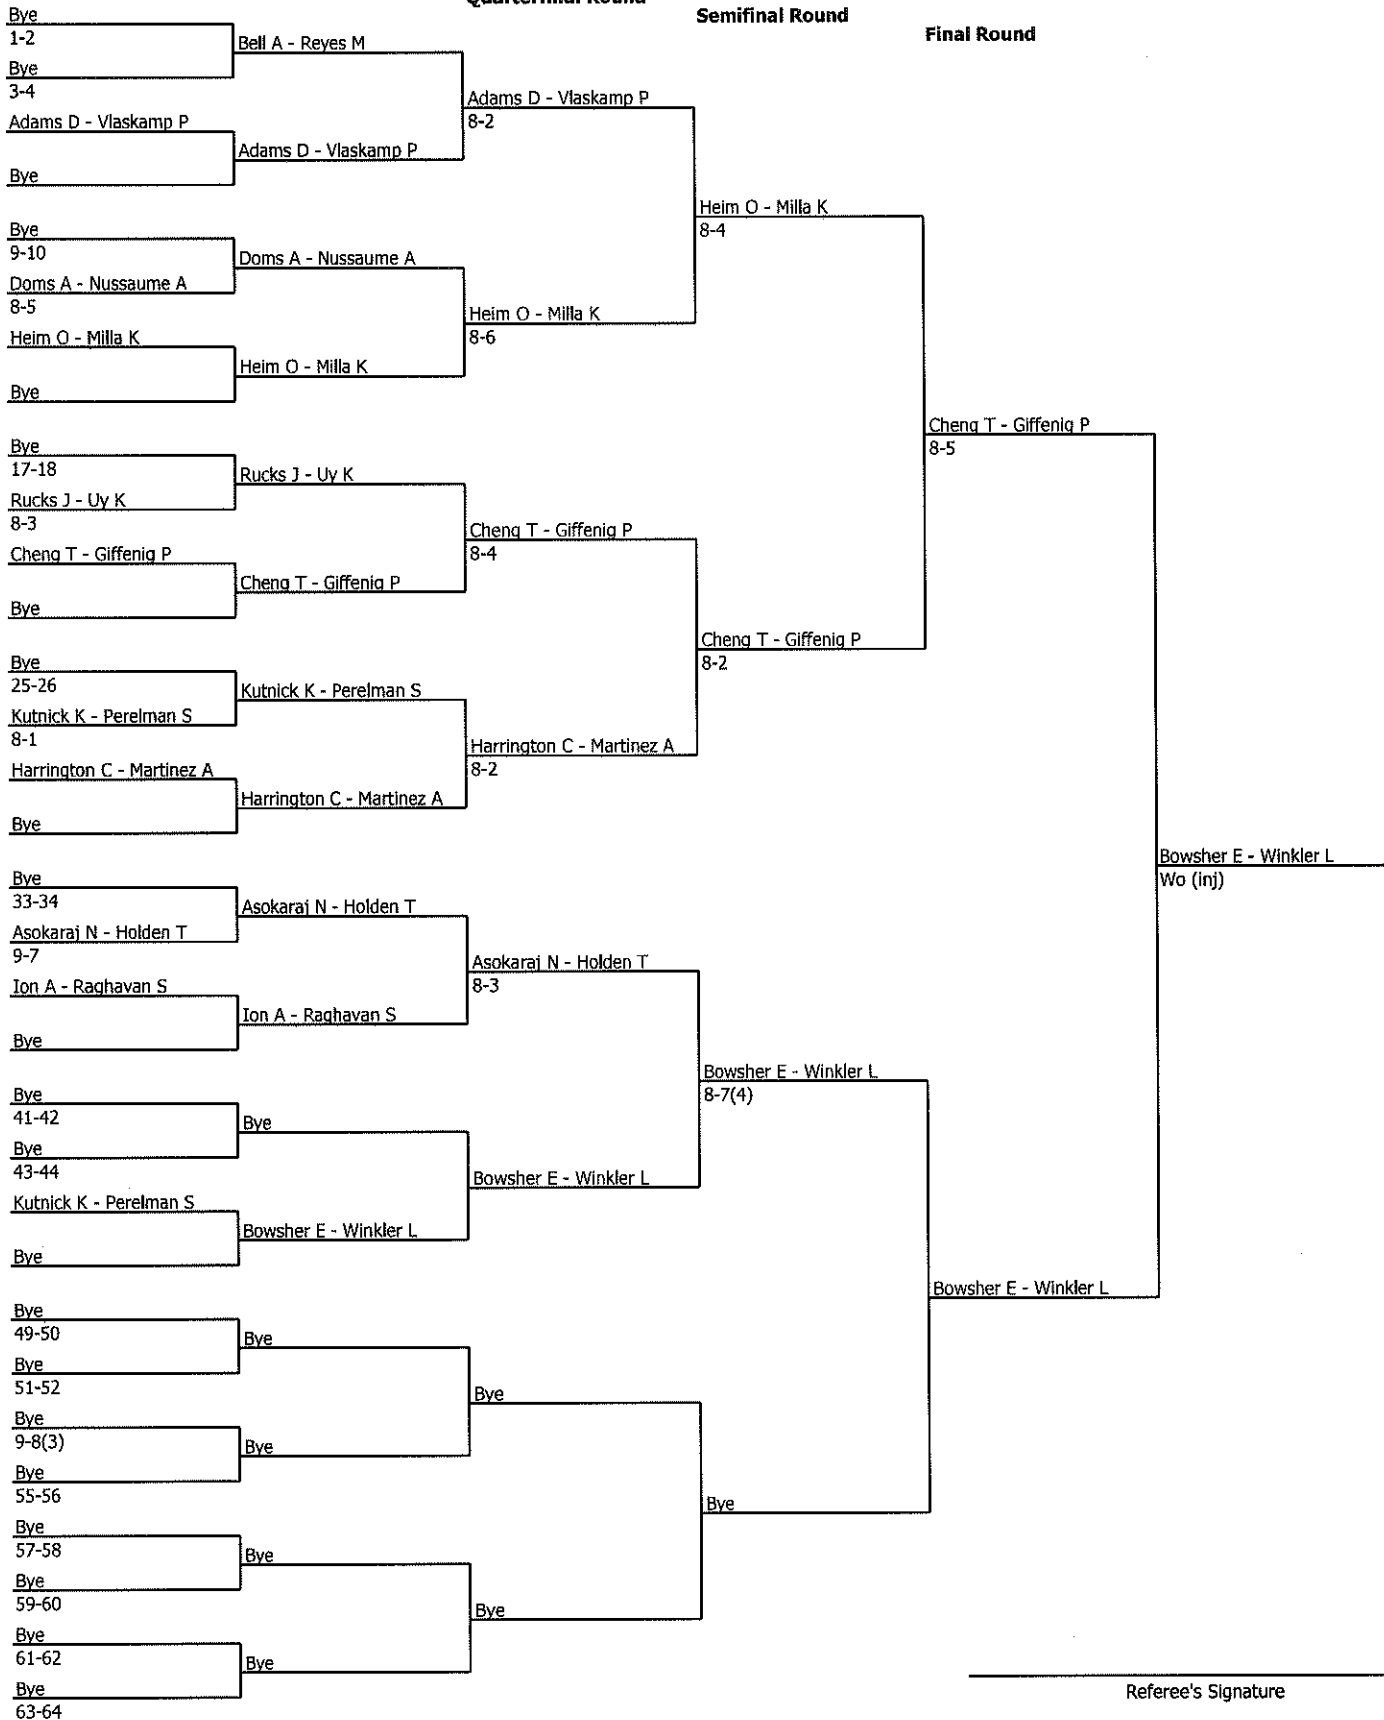 Quarterfinal Round
Semifinal Round
Final Round
Bye
1-2
Bell A - Reyes M
Bye
3-4
Adams D - Vlaskamp P
8-2
Adams D - Vlaskamp P
Adams D - Vlaskamp P
Bye
Heim O - Milla K
8-4
Bye
9-10
Doms A - Nussaume A
Doms A - Nussaume A
8-5
Heim O - Milla K
8-6
Heim O - Milla K
Heim O - Milla K
Bye
Cheng T - Giffenig P
8-5
Bye
17-18
Rucks J - Uy K
Rucks J - Uy K
8-3
Cheng T - Giffenig P
8-4
Cheng T - Giffenig P
Cheng T - Giffenig P
Bye
Cheng T - Giffenig P
8-2
Bye
25-26
Kutnick K - Perelman S
Kutnick K - Perelman S
8-1
Harrington C - Martinez A
8-2
Harrington C - Martinez A
Harrington C - Martinez A
Bye
Bowsher E - Winkler L
Wo (inj)
Bye
33-34
Asokaraj N - Holden T
Asokaraj N - Holden T
9-7
Asokaraj N - Holden T
8-3
Ion A - Raghavan S
Ion A - Raghavan S
Bye
Bowsher E - Winkler L
8-7(4)
Bye
41-42
Bye
Bye
43-44
Bowsher E - Winkler L
Kutnick K - Perelman S
Bowsher E - Winkler L
Bye
Bowsher E - Winkler L
Bye
49-50
Bye
Bye
51-52
Bye
Bye
9-8(3)
Bye
Bye
55-56
Bye
Bye
57-58
Bye
Bye
59-60
Bye
Bye
61-62
Bye
Bye
63-64
Referee's Signature